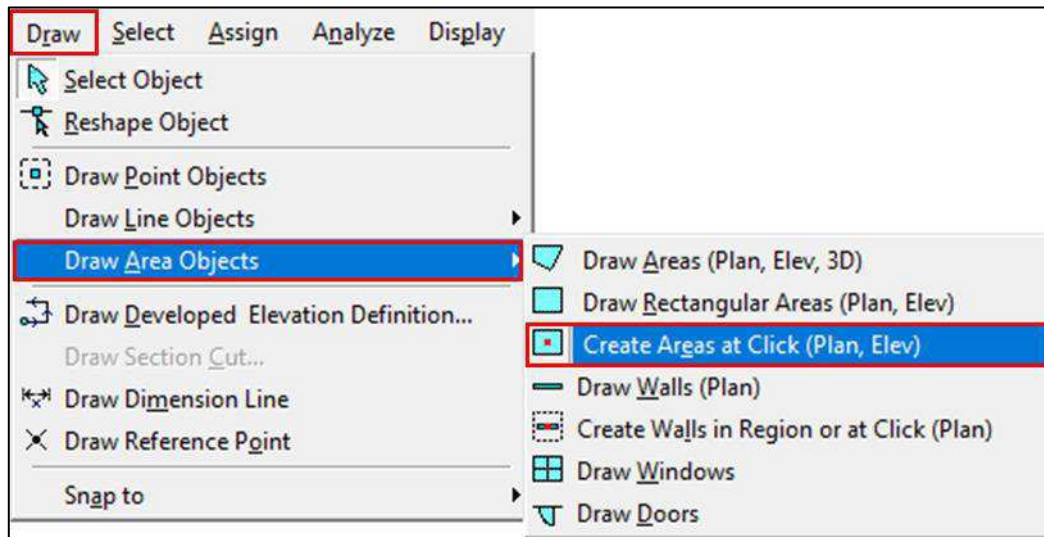 Draw Select Assign Analyze Display
Select Object
Reshape Object
Draw Point Objects
Draw Line Objects
Draw Area Objects
Draw Developed Elevation Definition...
Draw Section Cut...
Draw Dimension Line
Draw Reference Point
Snap to
Draw Areas (Plan, Elev, 3D)
Draw Rectangular Areas (Plan, Elev)
Create Areas at Click (Plan, Elev)
Draw Walls (Plan)
Create Walls in Region or at Click (Plan)
Draw Windows
Draw Doors